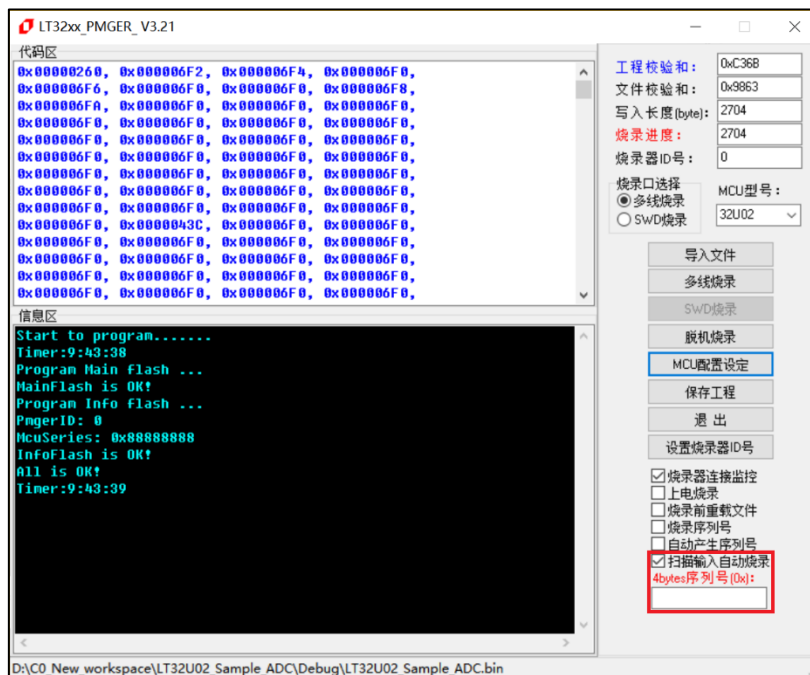 LT32xx_PMGER_ V3.21
代码区
0x00000260, 0x000006F2, 0x000006F4, 0x000006F0,
0x000006F6, 0x000006F0, 0x000006F0, 0x000006F8,
0x000006FA, 0x000006F0, 0x000006F0, 0x000006F0,
0x000006F0, 0x000006F0, 0x000006F0, 0x000006F0,
0x000006F0, 0x000006F0, 0x000006F0, 0x000006F0,
0x000006F0, 0x000006F0, 0x000006F0, 0x000006F0,
0x000006F0, 0x000006F0, 0x000006F0, 0x000006F0,
0x000006F0, 0x000006F0, 0x000006F0, 0x000006F0,
0x000006F0, 0x000006F0, 0x000006F0, 0x000006F0,
0x000006F0, 0x0000043C, 0x000006F0, 0x000006F0,
0x000006F0, 0x000006F0, 0x000006F0, 0x000006F0,
0x000006F0, 0x000006F0, 0x000006F0, 0x000006F0,
0x000006F0, 0x000006F0, 0x000006F0, 0x000006F0,
0x000006F0, 0x000006F0, 0x000006F0, 0x000006F0,
信息区
Start to program.......
Timer:9:43:38
Program Main flash ...
MainFlash is OK!
Program Info flash ...
PmgerID: 0
McuSeries: 0x88888888
InfoFlash is OK!
All is OK!
Timer:9:43:39
工程校验和： 0xC36B
文件校验和： 0x9863
写入长度(byte): 2704
烧录进度： 2704
烧录器ID号： 0
烧录口选择
多线烧录
SWD烧录
MCU型号：
32U02
导入文件
多线烧录
SWD烧录
脱机烧录
MCU配置设定
保存工程
退 出
设置烧录器ID号
烧录器连接监控
上电烧录
烧录前重载文件
烧录序列号
自动产生序列号
扫描输入自动烧录
4bytes序列号(0x):
D:\C0_New_workspace\LT32U02_Sample_ADC\Debug\LT32U02_Sample_ADC.bin